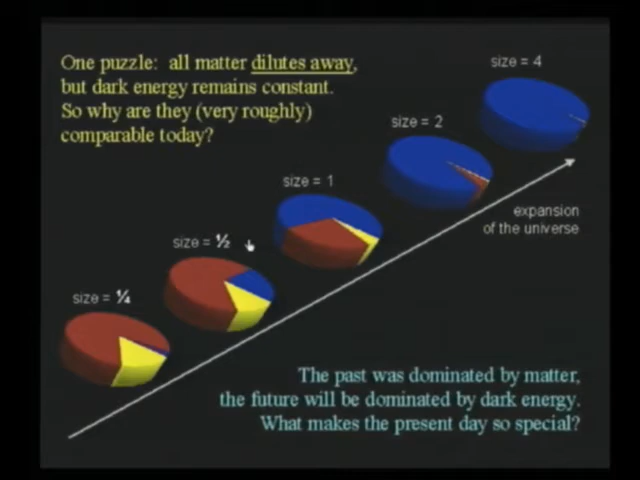 One puzzle: all matter dilutes away,
but dark energy remains constant.
So why are they (very roughly)
comparable today?
size = 4
size = 2
size = 1
expansion
of the universe
size = ½
size = ¼
The past was dominated by matter,
the future will be dominated by dark energy.
What makes the present day so special?